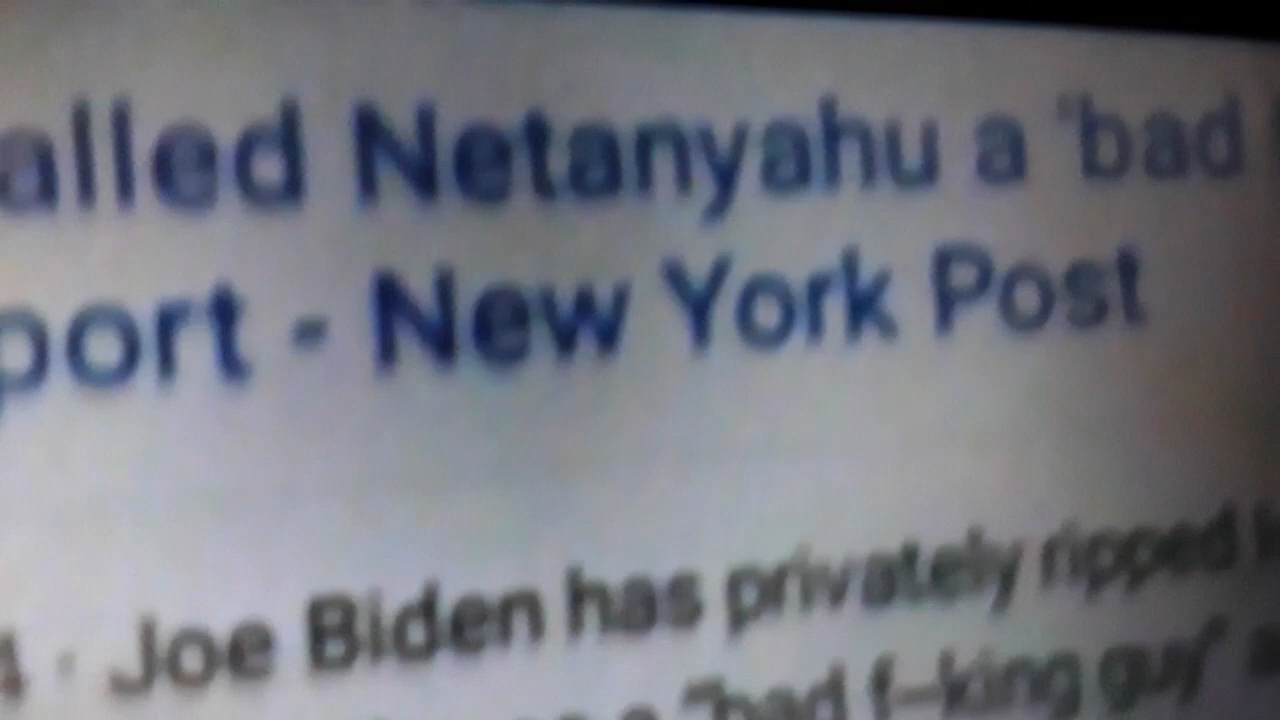 alled Netanyahu a 'bad
port - New York Post
Joe Biden has privately ripped
a "bad f--king guy"